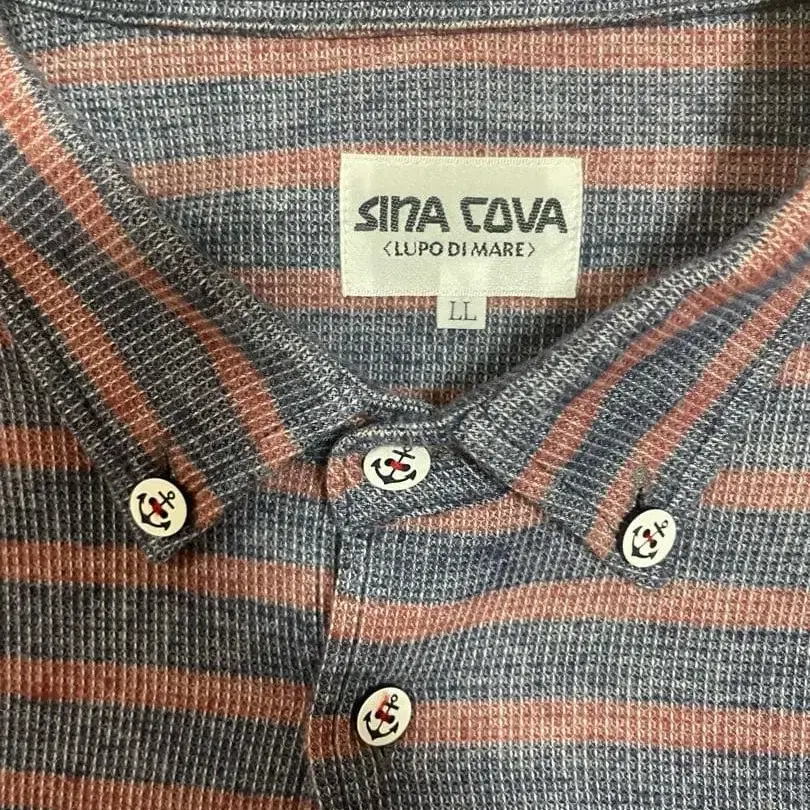 SINA COVA
<LUPO DI MARE>
LL